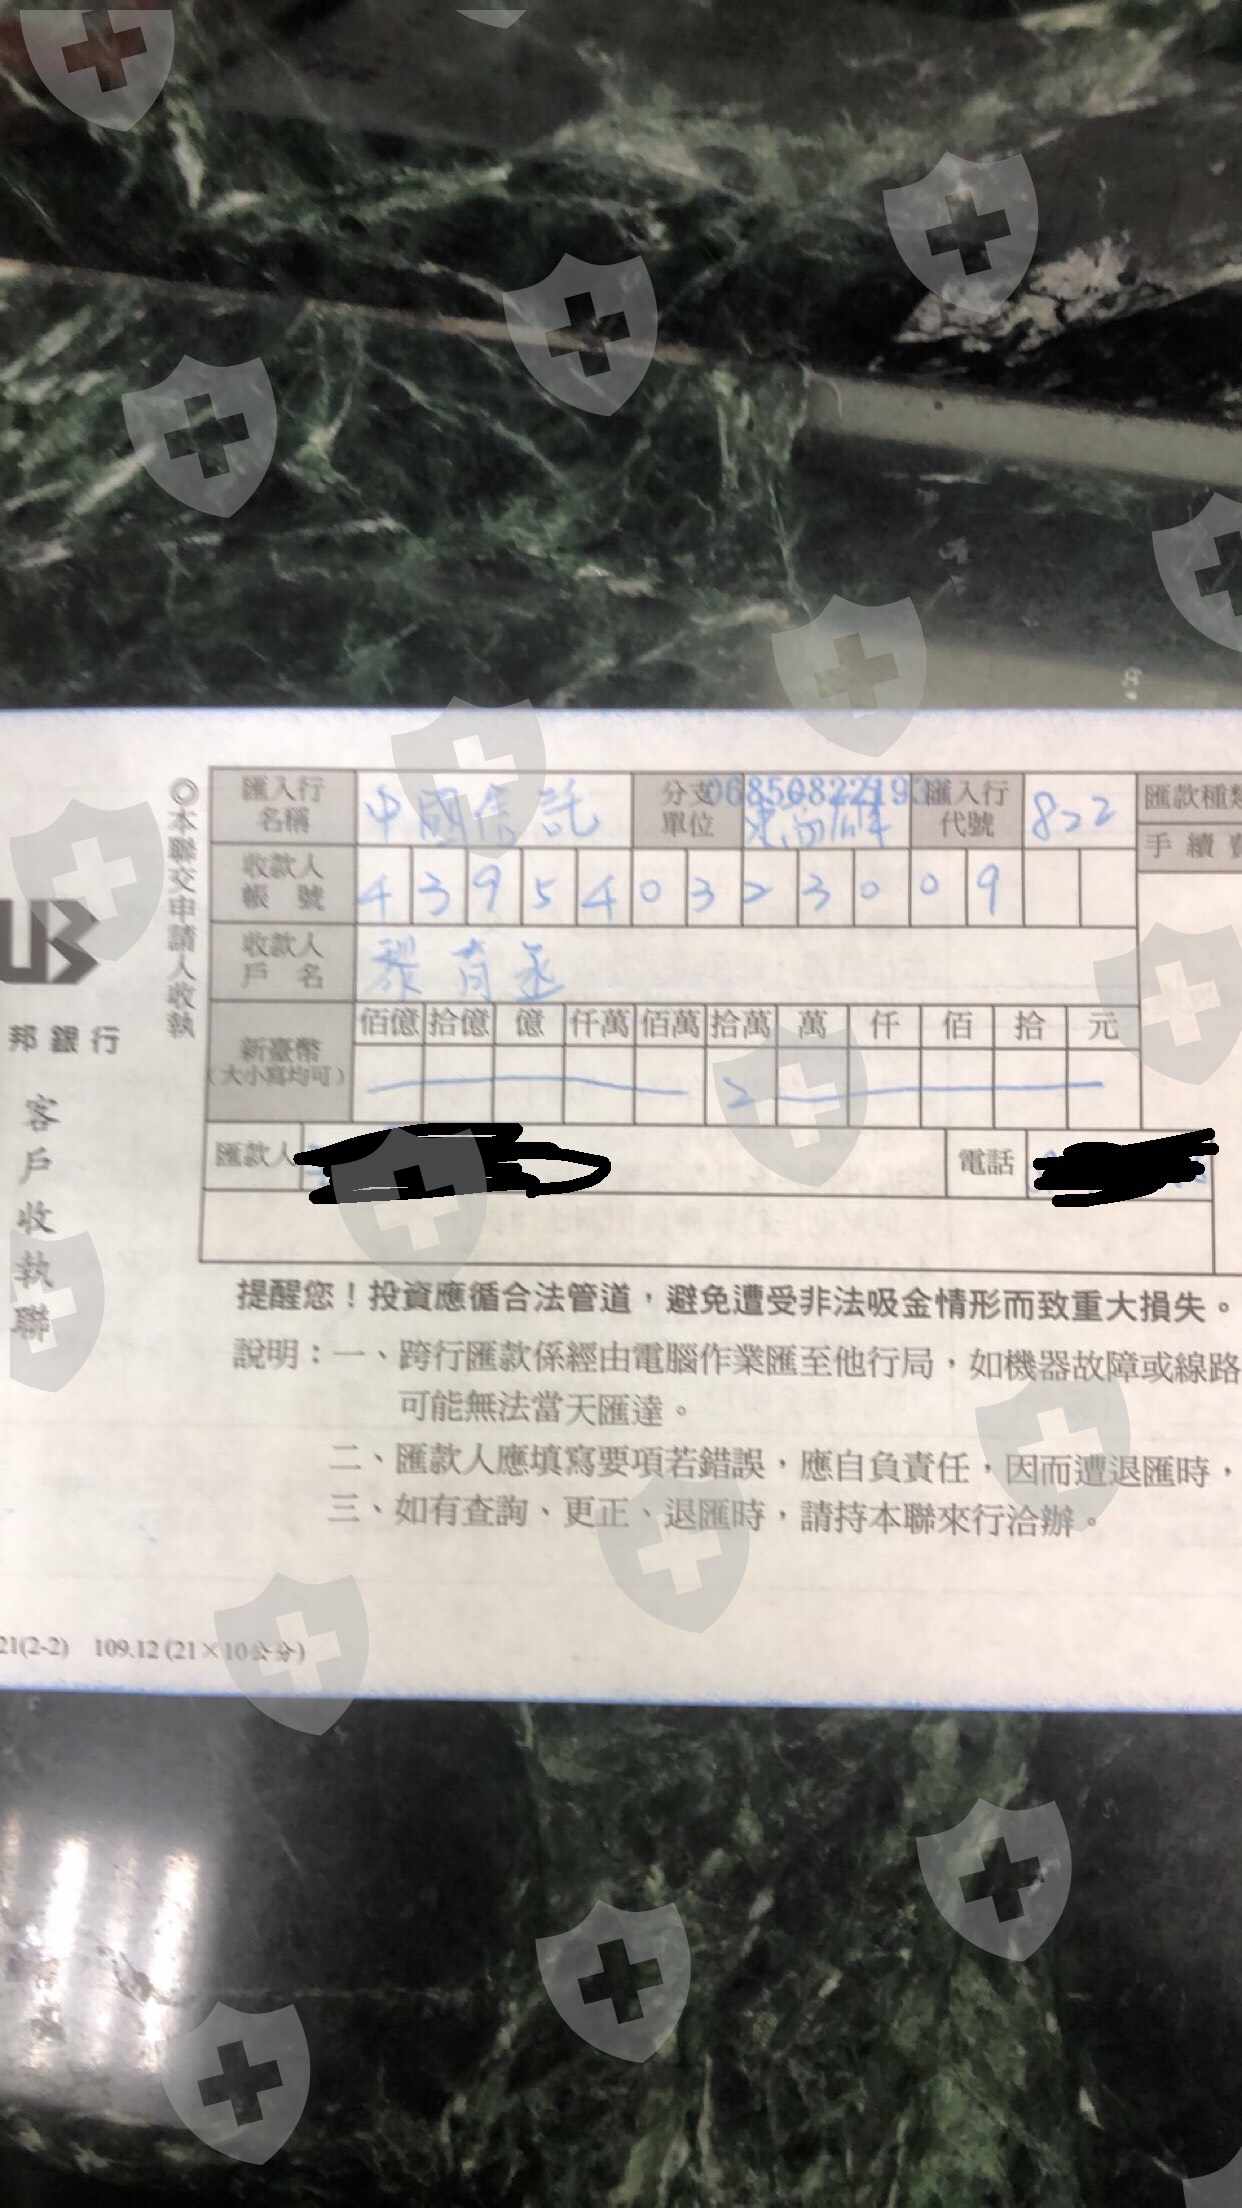 ◎本聯交申請人收執
匯入行名稱 中國信託 分支單位 匯入行代號 822 匯款種類
手續費
收款人帳號 4 3 9 5 4 0 3 2 3 0 0 9
收款人戶名 黎育丞
新臺幣(大小寫均可) 佰億 拾億 億 仟萬 佰萬 拾萬 萬 仟 佰 拾 元
2
匯款人 電話
邦銀行
客戶收執聯
提醒您！投資應循合法管道，避免遭受非法吸金情形而致重大損失。
說明：一、跨行匯款係經由電腦作業匯至他行局，如機器故障或線路
可能無法當天匯達。
二、匯款人應填寫要項若錯誤，應自負責任，因而遭退匯時，
三、如有查詢、更正、退匯時，請持本聯來行洽辦。
21(2-2) 109.12 (21×10公分)